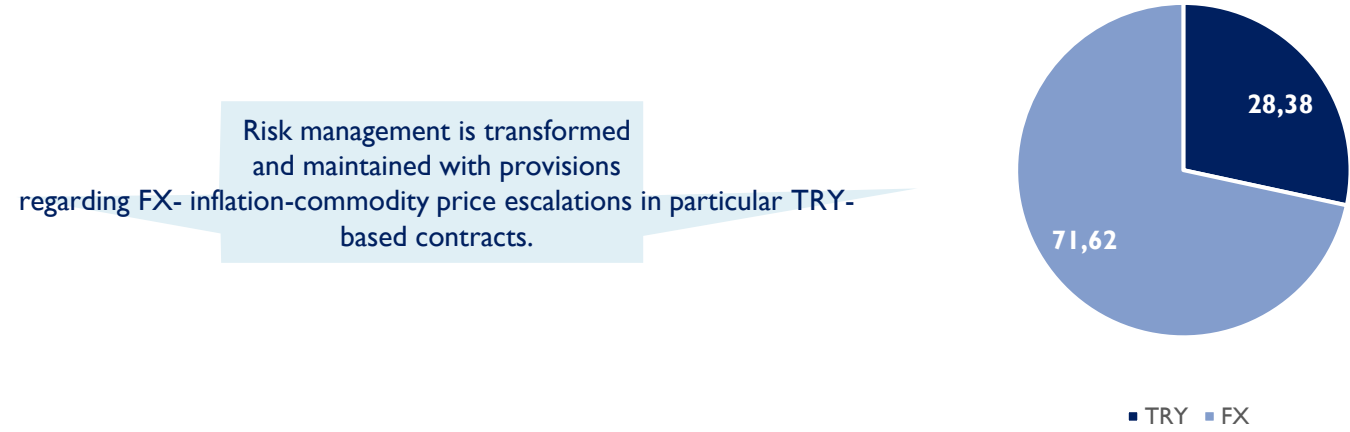 Risk management is transformed
and maintained with provisions
regarding FX- inflation-commodity price escalations in particular TRY-
based contracts.
28,38
71,62
TRY FX